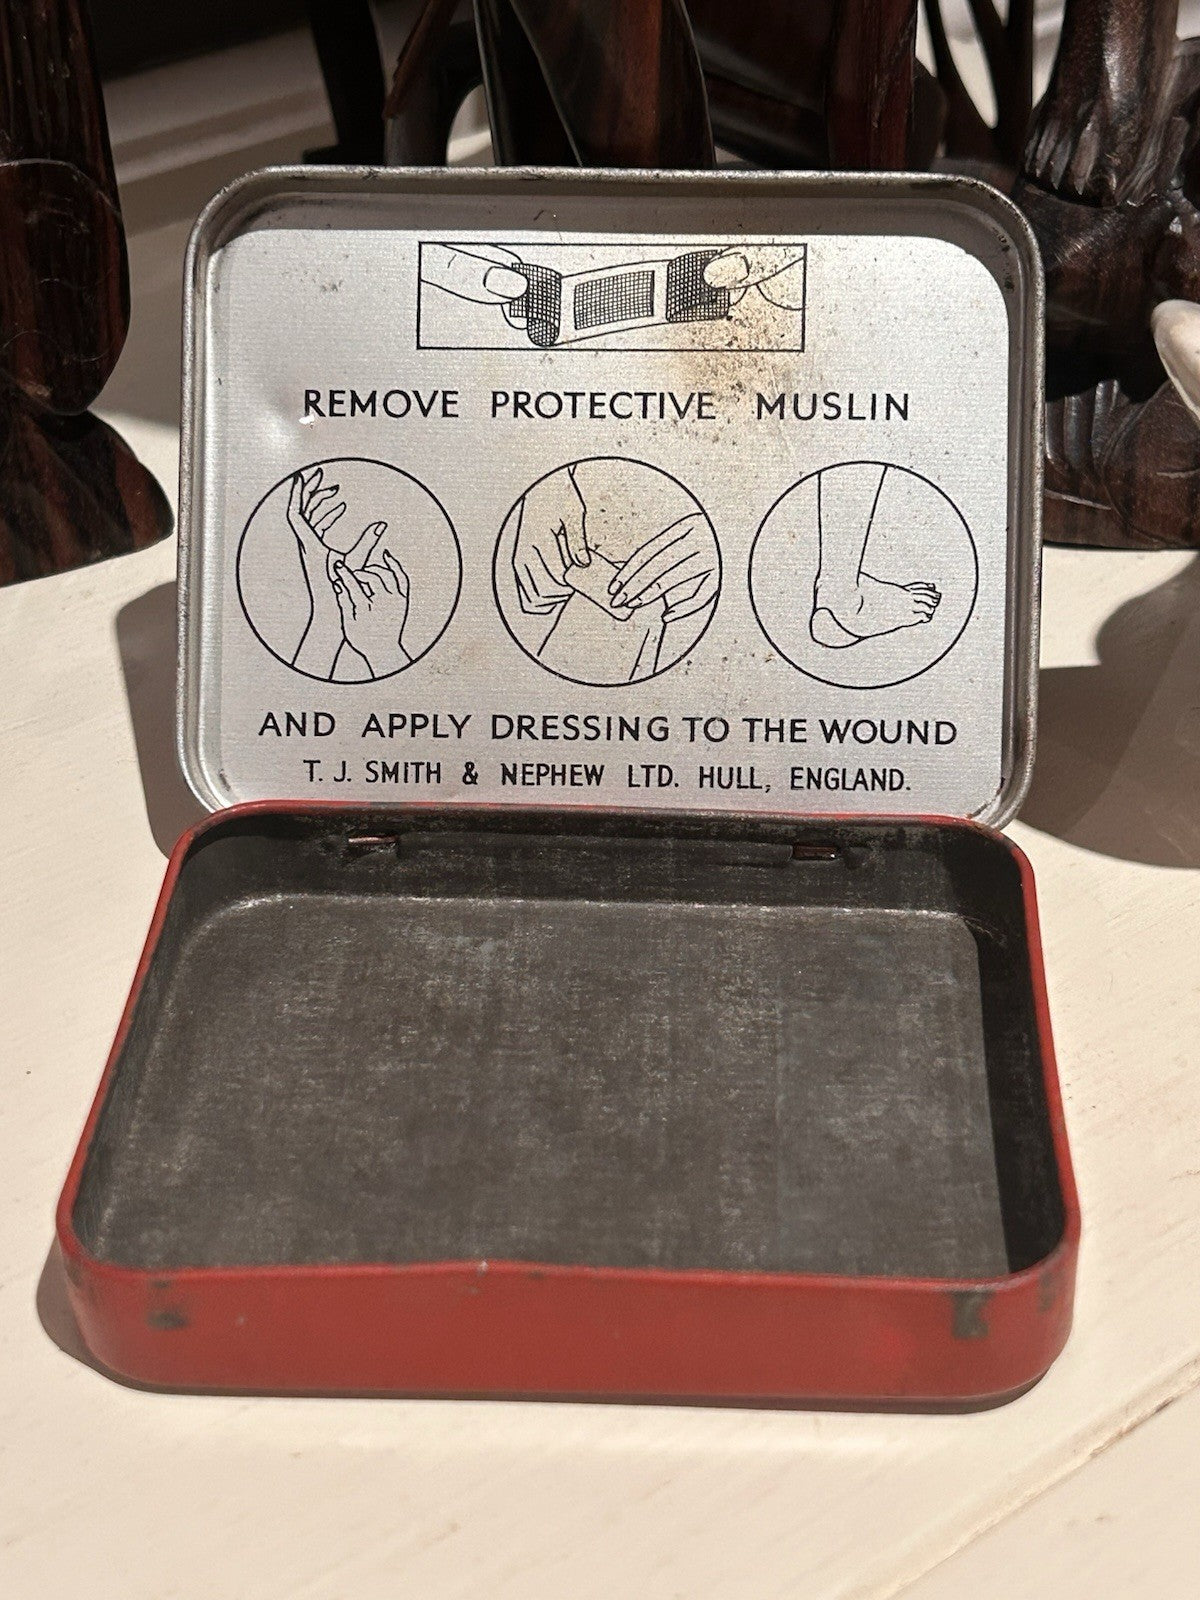 REMOVE PROTECTIVE MUSLIN
AND APPLY DRESSING TO THE WOUND
T. J. SMITH & NEPHEW LTD. HULL, ENGLAND.